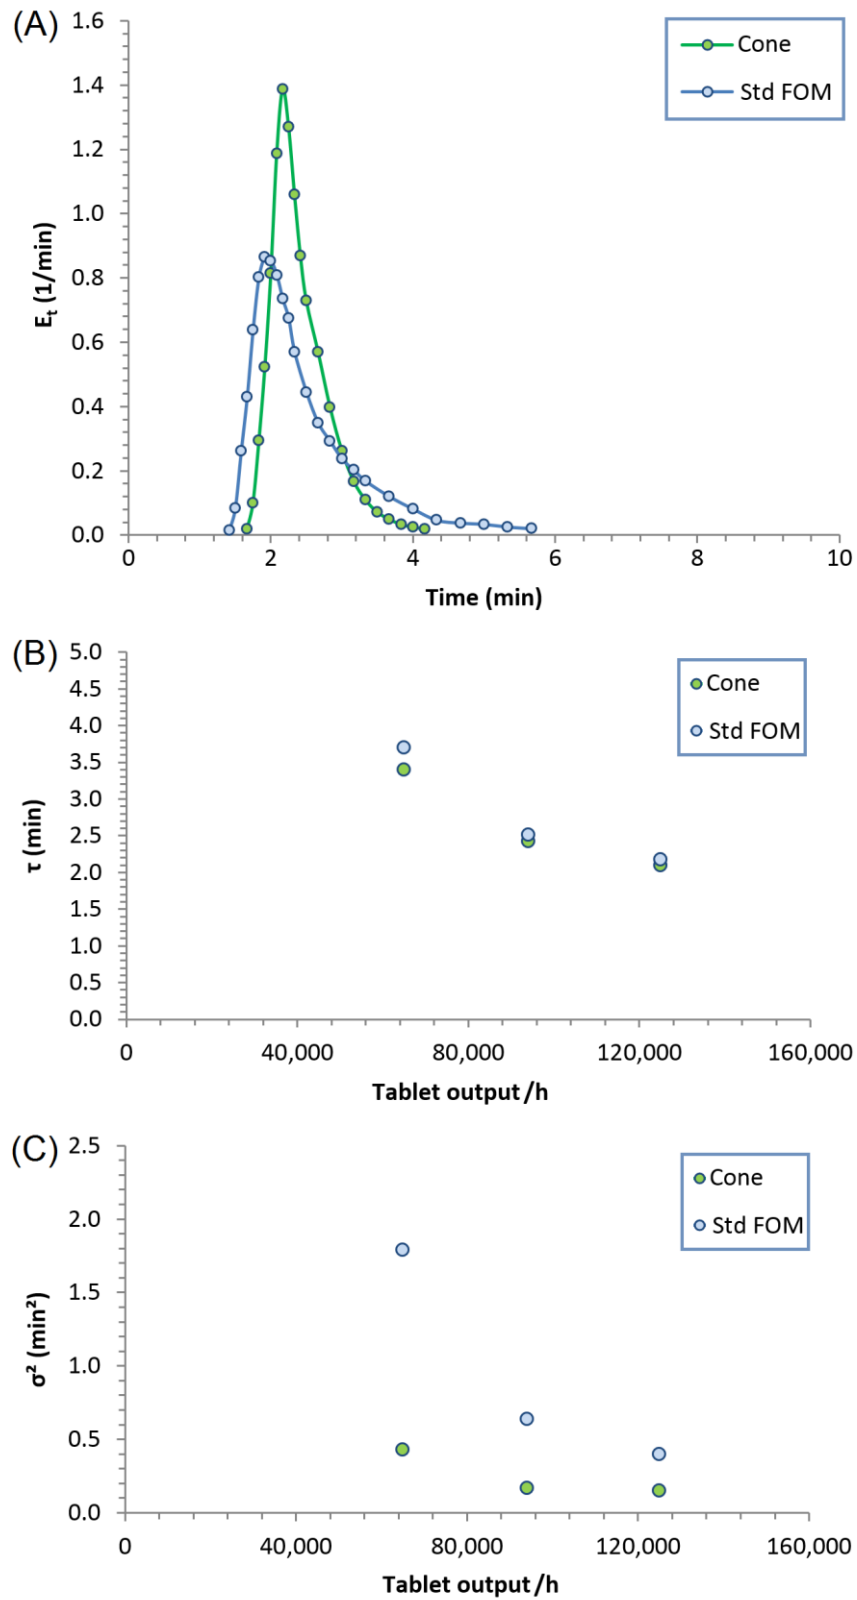 (A)
1.6
1.4
1.2
1.0
0.8
0.6
0.4
0.2
0.0
Eₜ (1/min)
0 2 4 6 8 10
Time (min)
Cone
Std FOM
(B)
5.0
4.5
4.0
3.5
3.0
2.5
2.0
1.5
1.0
0.5
0.0
τ (min)
0 40,000 80,000 120,000 160,000
Tablet output/h
Cone
Std FOM
(C)
2.5
2.0
1.5
1.0
0.5
0.0
σ² (min²)
0 40,000 80,000 120,000 160,000
Tablet output/h
Cone
Std FOM